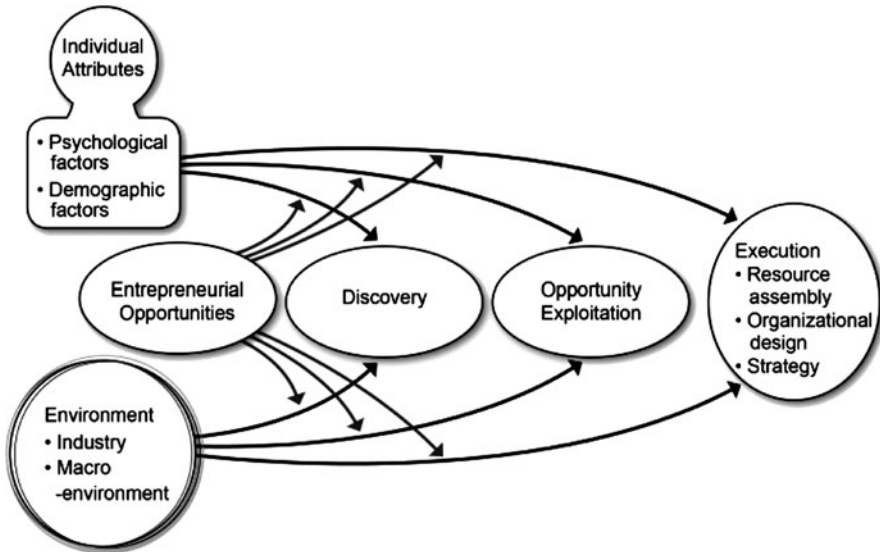 Individual
Attributes
• Psychological
factors
• Demographic
factors
Entrepreneurial
Opportunities
Discovery
Opportunity
Exploitation
Execution
• Resource
assembly
• Organizational
design
• Strategy
Environment
• Industry
• Macro
-environment